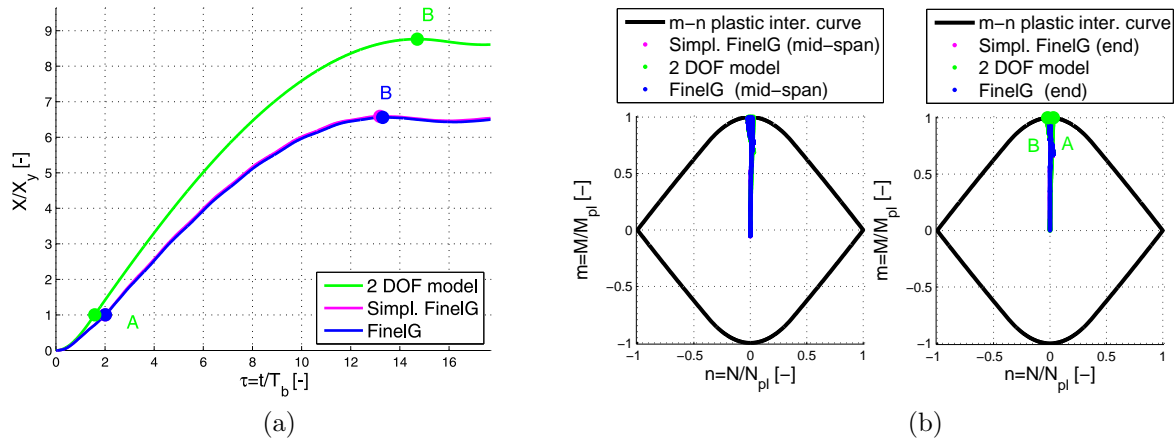 B
B
A
X/X_y [-]
9
8
7
6
5
4
3
2
1
0
0 2 4 6 8 10 12 14 16
τ=t/T_b [-]
2 DOF model
Simpl. FinelG
FinelG
(a)
m-n plastic inter. curve
Simpl. FinelG (mid-span)
2 DOF model
FinelG (mid-span)
m=M/M_pl [-]
1
0.5
0
-0.5
-1
-1 -0.5 0 0.5 1
n=N/N_pl [-]
m-n plastic inter. curve
Simpl. FinelG (end)
2 DOF model
FinelG (end)
B A
m=M/M_pl [-]
1
0.5
0
-0.5
-1
-1 -0.5 0 0.5 1
n=N/N_pl [-]
(b)